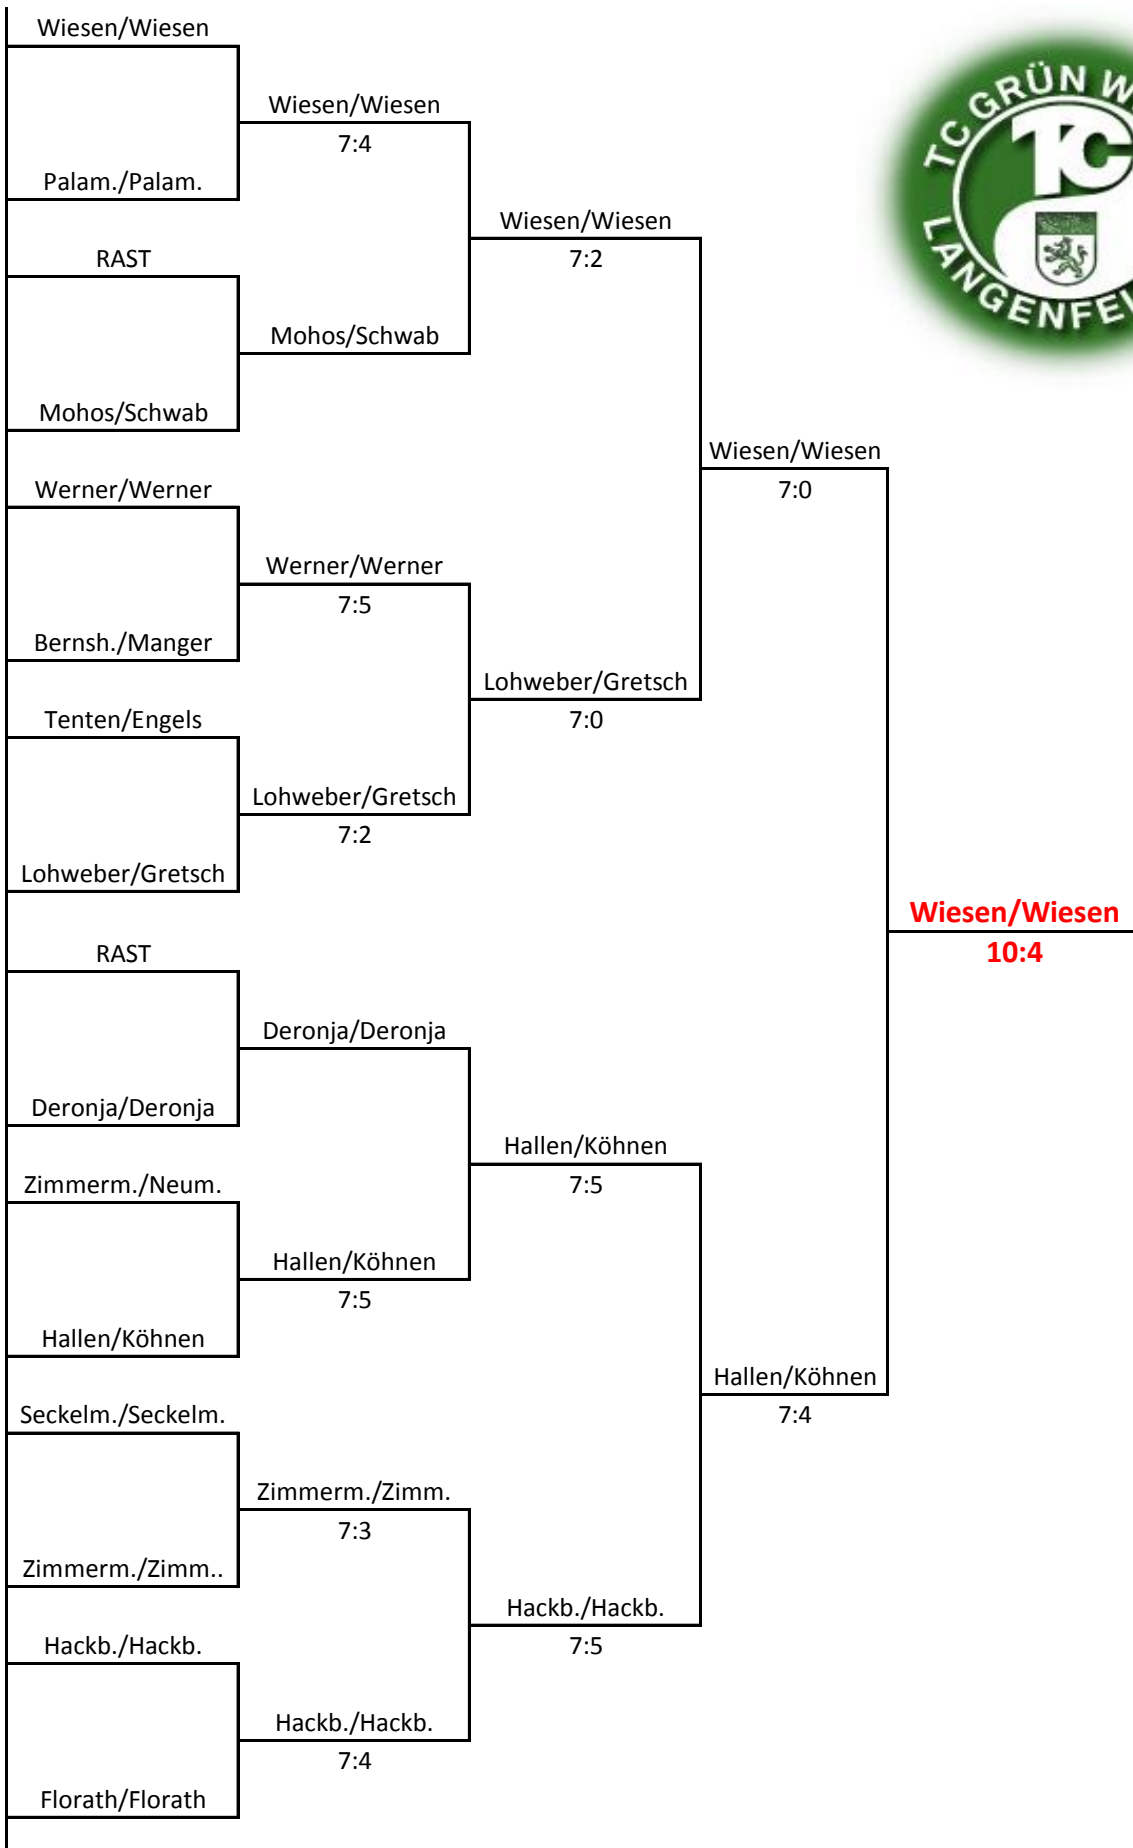 Wiesen/Wiesen
Palam./Palam.
RAST
Mohos/Schwab
Werner/Werner
Bernsh./Manger
Tenten/Engels
Lohweber/Gretsch
RAST
Deronja/Deronja
Zimmerm./Neum.
Hallen/Köhnen
Seckelm./Seckelm.
Zimmerm./Zimm..
Hackb./Hackb.
Florath/Florath
Wiesen/Wiesen
7:4
Mohos/Schwab
Werner/Werner
7:5
Lohweber/Gretsch
7:2
Deronja/Deronja
Hallen/Köhnen
7:5
Zimmerm./Zimm.
7:3
Hackb./Hackb.
7:4
Wiesen/Wiesen
7:2
Lohweber/Gretsch
7:0
Hallen/Köhnen
7:5
Hackb./Hackb.
7:5
Wiesen/Wiesen
7:0
Hallen/Köhnen
7:4
Wiesen/Wiesen
10:4
TC GRÜN
TC